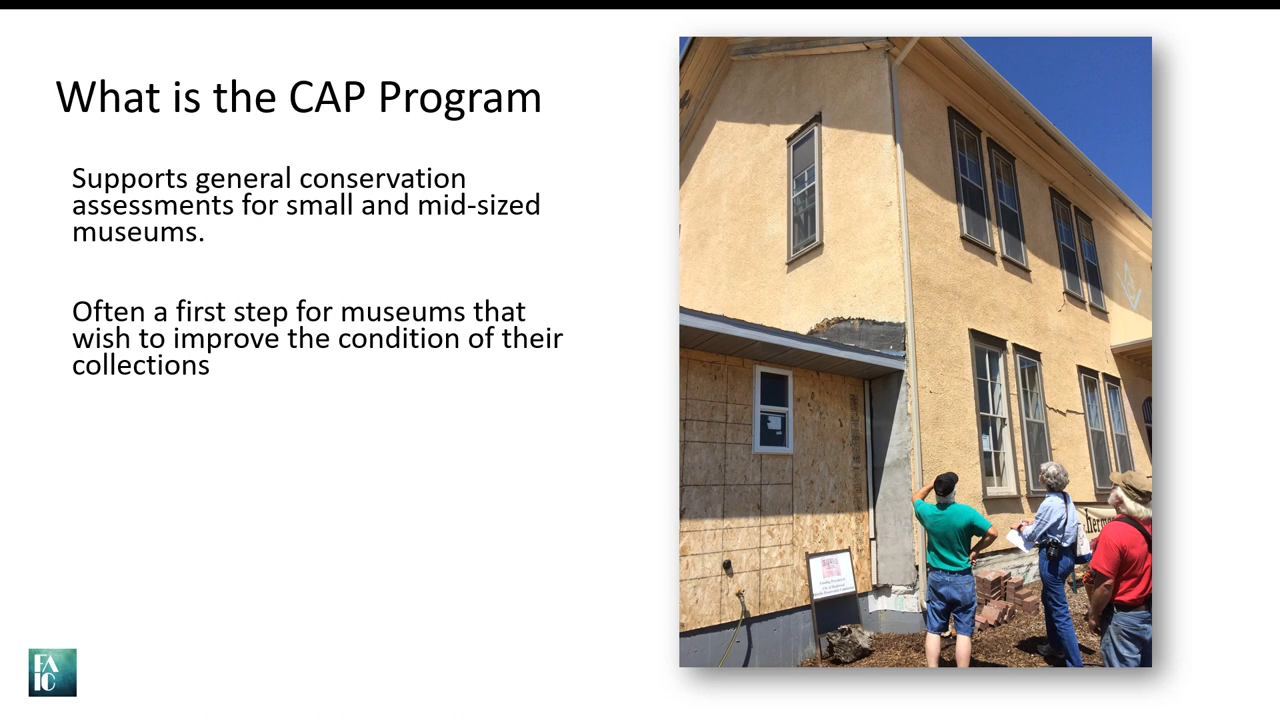 What is the CAP Program
Supports general conservation
assessments for small and mid-sized
museums.
Often a first step for museums that
wish to improve the condition of their
collections
FA
IC